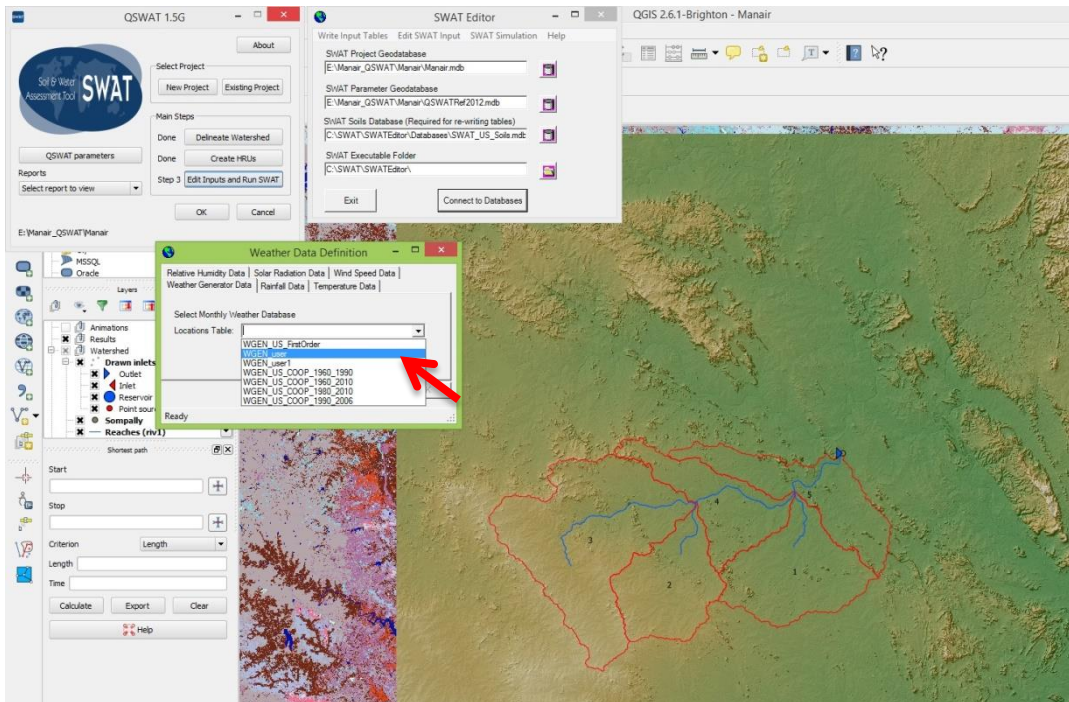 QSWAT 1.5G
About
Soil & Water
Assessment Tool
SWAT
Select Project
New Project
Existing Project
Main Steps
Done
Delineate Watershed
Done
Create HRUs
Step 3
Edit Inputs and Run SWAT
QSWAT parameters
Reports
Select report to view
OK
Cancel
E:\Manair_QSWAT\Manair
SWAT Editor
Write Input Tables Edit SWAT Input SWAT Simulation Help
SWAT Project Geodatabase
E:\Manair_QSWAT\Manair\Manair.mdb
SWAT Parameter Geodatabase
E:\Manair_QSWAT\Manair\QSWATRef2012.mdb
SWAT Soils Database (Required for re-writing tables)
C:\SWAT\SWATEditor\Databases\SWAT_US_Soils.mdb
SWAT Executable Folder
C:\SWAT\SWATEditor\
Exit
Connect to Databases
QGIS 2.6.1-Brighton - Manair
Weather Data Definition
Relative Humidity Data Solar Radiation Data Wind Speed Data
Weather Generator Data Rainfall Data Temperature Data
Select Monthly Weather Database
Locations Table:
WGEN_US_FirstOrder
WGEN_user
WGEN_user1
WGEN_US_COOP_1960_1990
WGEN_US_COOP_1960_2010
WGEN_US_COOP_1980_2010
WGEN_US_COOP_1990_2006
Ready
MSSQL
Oracle
Layers
Animations
Results
Watershed
Drawn inlets
Outlet
Inlet
Reservoir
Point sour
Sompally
Reaches (riv1)
Shortest path
Start
Stop
Criterion
Length
Length
Time
Calculate
Export
Clear
Help
5
4
3
1
2